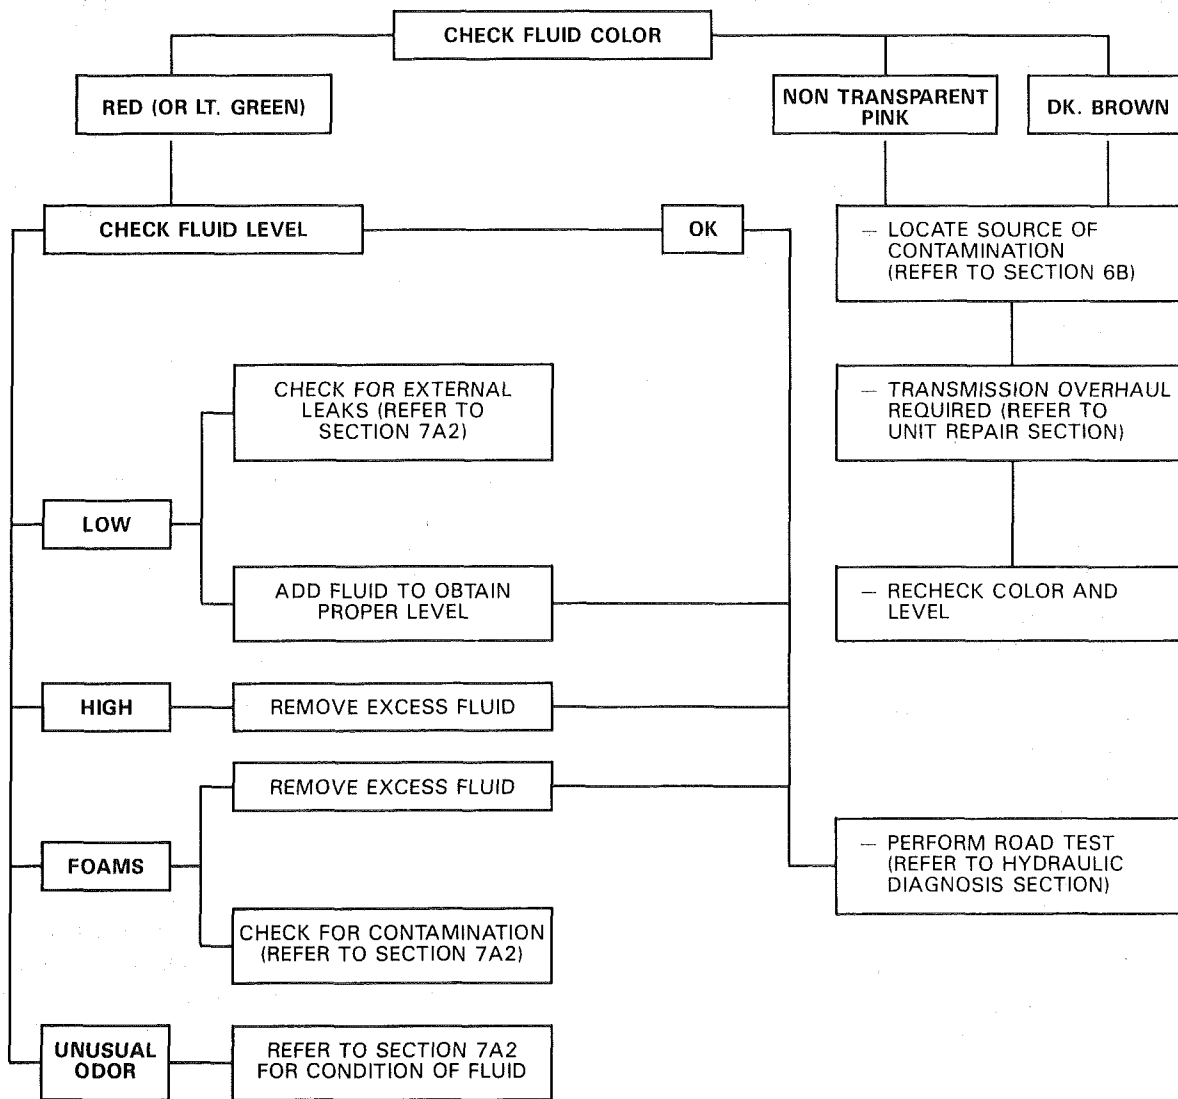 CHECK FLUID COLOR
RED (OR LT. GREEN)
NON TRANSPARENT
PINK
DK. BROWN
CHECK FLUID LEVEL
OK
— LOCATE SOURCE OF
CONTAMINATION
(REFER TO SECTION 6B)
CHECK FOR EXTERNAL
LEAKS (REFER TO
SECTION 7A2)
— TRANSMISSION OVERHAUL
REQUIRED (REFER TO
UNIT REPAIR SECTION)
LOW
ADD FLUID TO OBTAIN
PROPER LEVEL
— RECHECK COLOR AND
LEVEL
HIGH
REMOVE EXCESS FLUID
REMOVE EXCESS FLUID
FOAMS
— PERFORM ROAD TEST
(REFER TO HYDRAULIC
DIAGNOSIS SECTION)
CHECK FOR CONTAMINATION
(REFER TO SECTION 7A2)
UNUSUAL
ODOR
REFER TO SECTION 7A2
FOR CONDITION OF FLUID